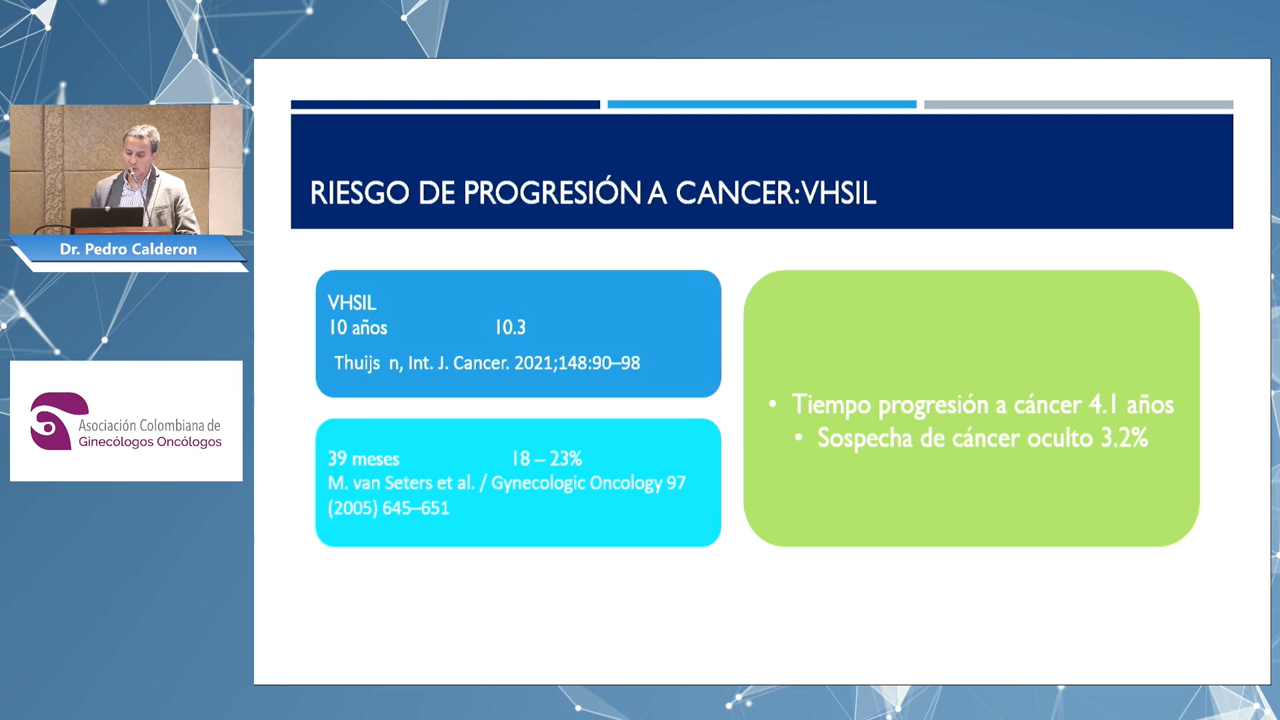 RIESGO DE PROGRESIÓN A CANCER:VHSIL
Dr. Pedro Calderon
Asociación Colombiana de
Ginecólogos Oncólogos
VHSIL
10 años 10.3
Thuijs n, Int. J. Cancer. 2021;148:90–98
39 meses 18 – 23%
M. van Seters et al. / Gynecologic Oncology 97
(2005) 645–651
• Tiempo progresión a cáncer 4.1 años
• Sospecha de cáncer oculto 3.2%